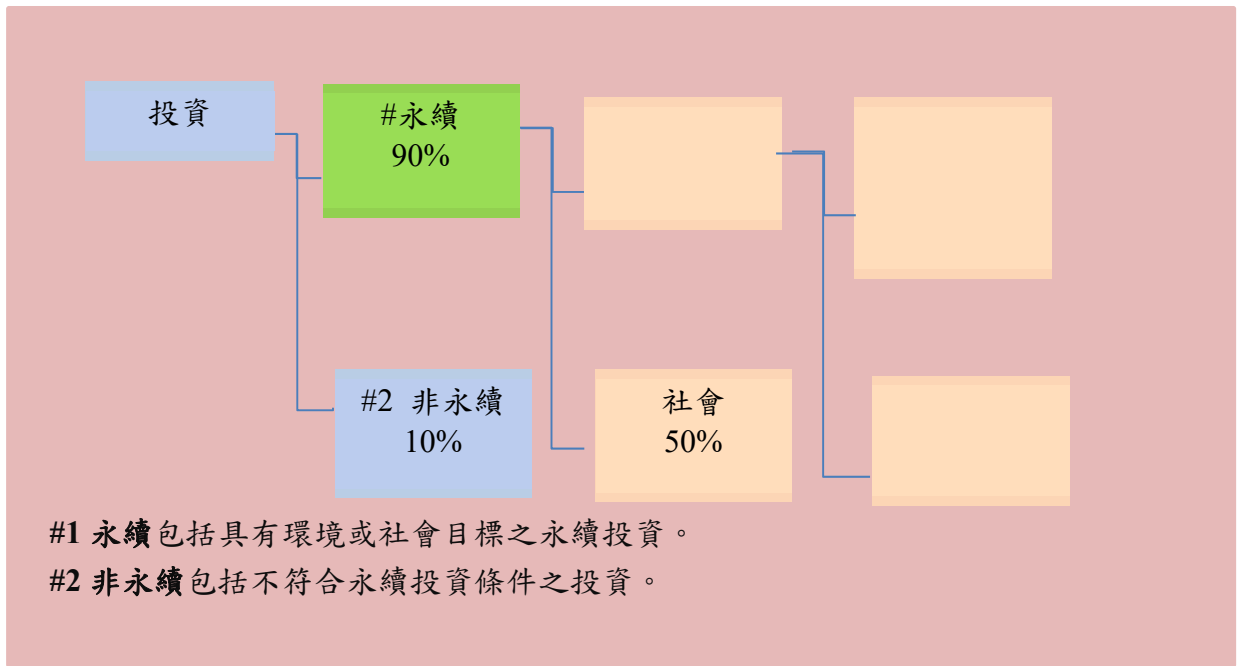 投資
#永續
90%
#2 非永續
10%
社會
50%
#1 永續包括具有環境或社會目標之永續投資。
#2 非永續包括不符合永續投資條件之投資。